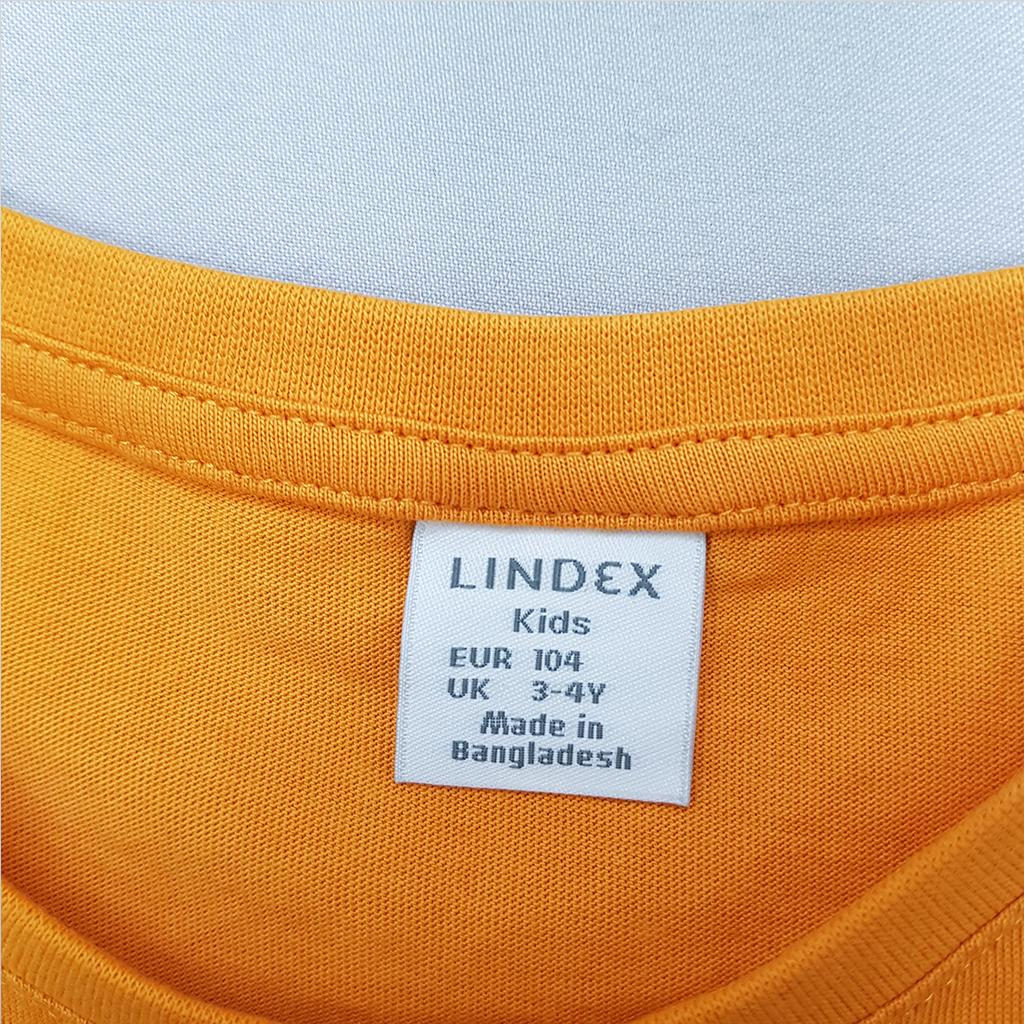 LINDEX
Kids
EUR 104
UK 3-4Y
Made in
Bangladesh